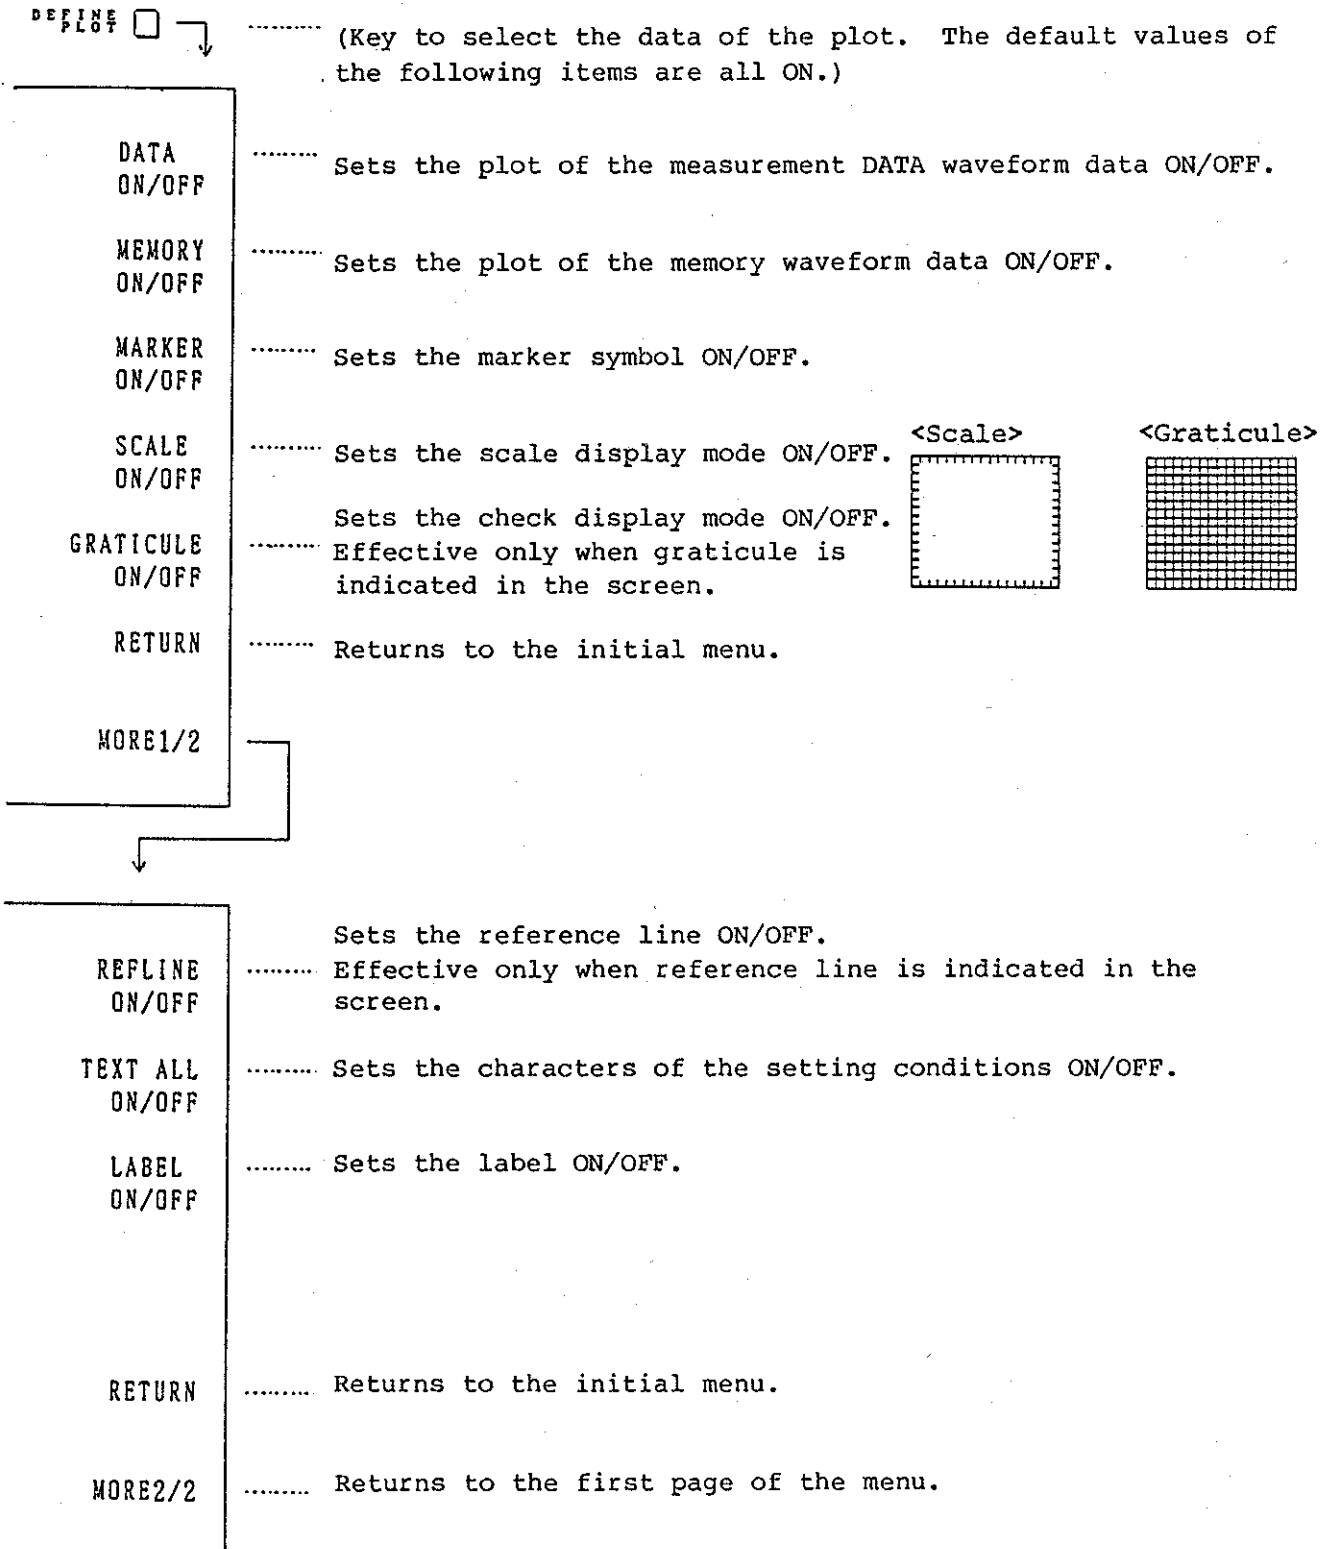 DEFINE
PLOT
(Key to select the data of the plot. The default values of
the following items are all ON.)
DATA
ON/OFF
Sets the plot of the measurement DATA waveform data ON/OFF.
MEMORY
ON/OFF
Sets the plot of the memory waveform data ON/OFF.
MARKER
ON/OFF
Sets the marker symbol ON/OFF.
SCALE
ON/OFF
Sets the scale display mode ON/OFF.
<Scale>
<Graticule>
GRATICULE
ON/OFF
Sets the check display mode ON/OFF.
Effective only when graticule is
indicated in the screen.
RETURN
Returns to the initial menu.
MORE1/2
REFLINE
ON/OFF
Sets the reference line ON/OFF.
Effective only when reference line is indicated in the
screen.
TEXT ALL
ON/OFF
Sets the characters of the setting conditions ON/OFF.
LABEL
ON/OFF
Sets the label ON/OFF.
RETURN
Returns to the initial menu.
MORE2/2
Returns to the first page of the menu.